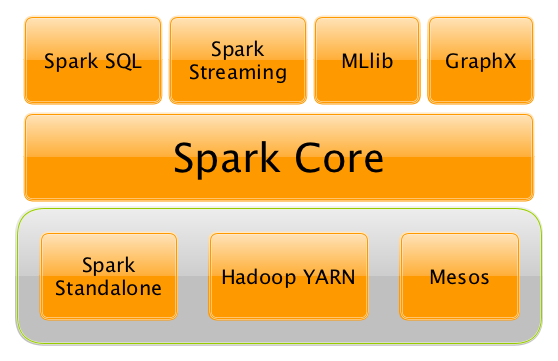 Spark SQL
Spark
Streaming
MLlib
GraphX
Spark Core
Spark
Standalone
Hadoop YARN
Mesos